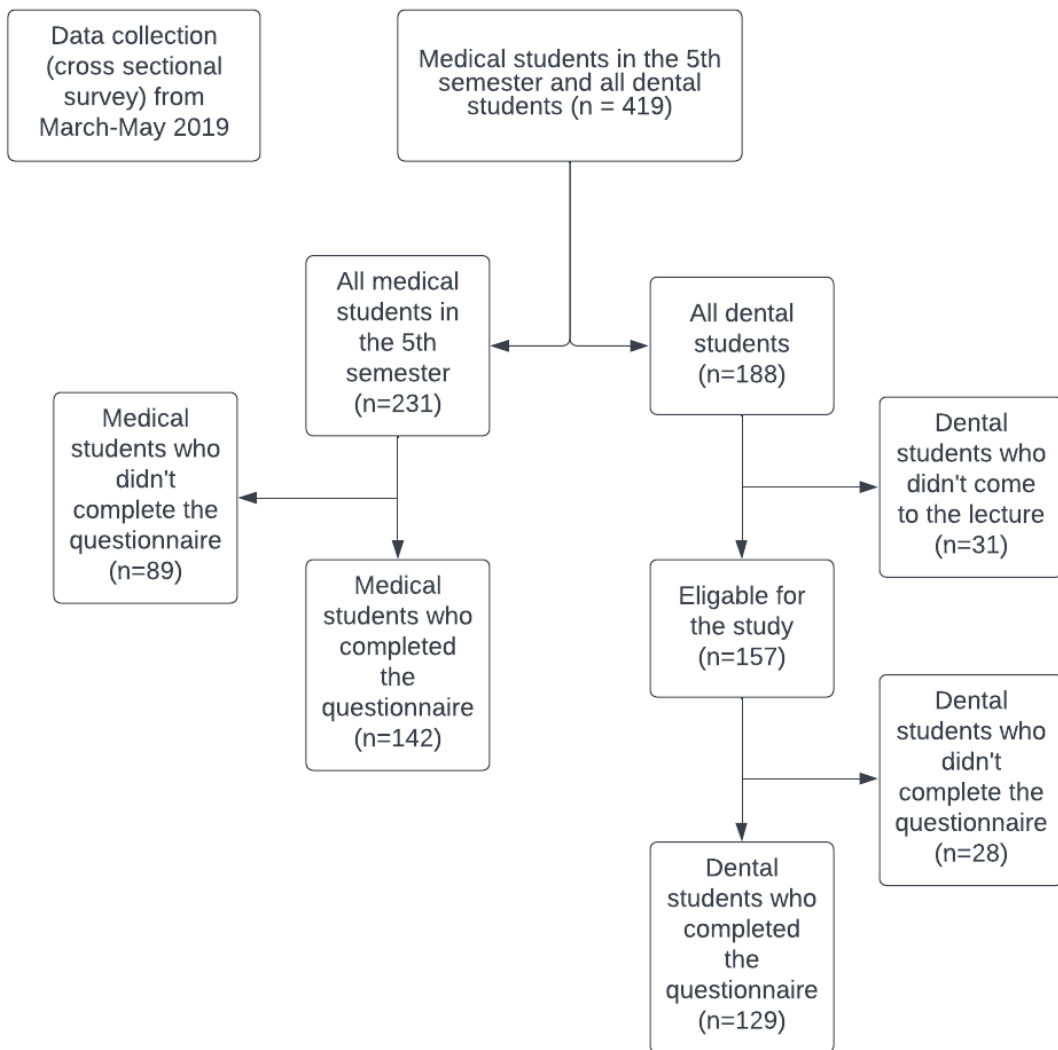 Data collection
(cross sectional
survey) from
March-May 2019
Medical students in the 5th
semester and all dental
students (n = 419)
All medical
students in
the 5th
semester
(n=231)
All dental
students
(n=188)
Medical
students who
didn't
complete the
questionnaire
(n=89)
Dental
students who
didn't come
to the lecture
(n=31)
Medical
students who
completed
the
questionnaire
(n=142)
Eligable for
the study
(n=157)
Dental
students who
didn't
complete the
questionnaire
(n=28)
Dental
students who
completed
the
questionnaire
(n=129)